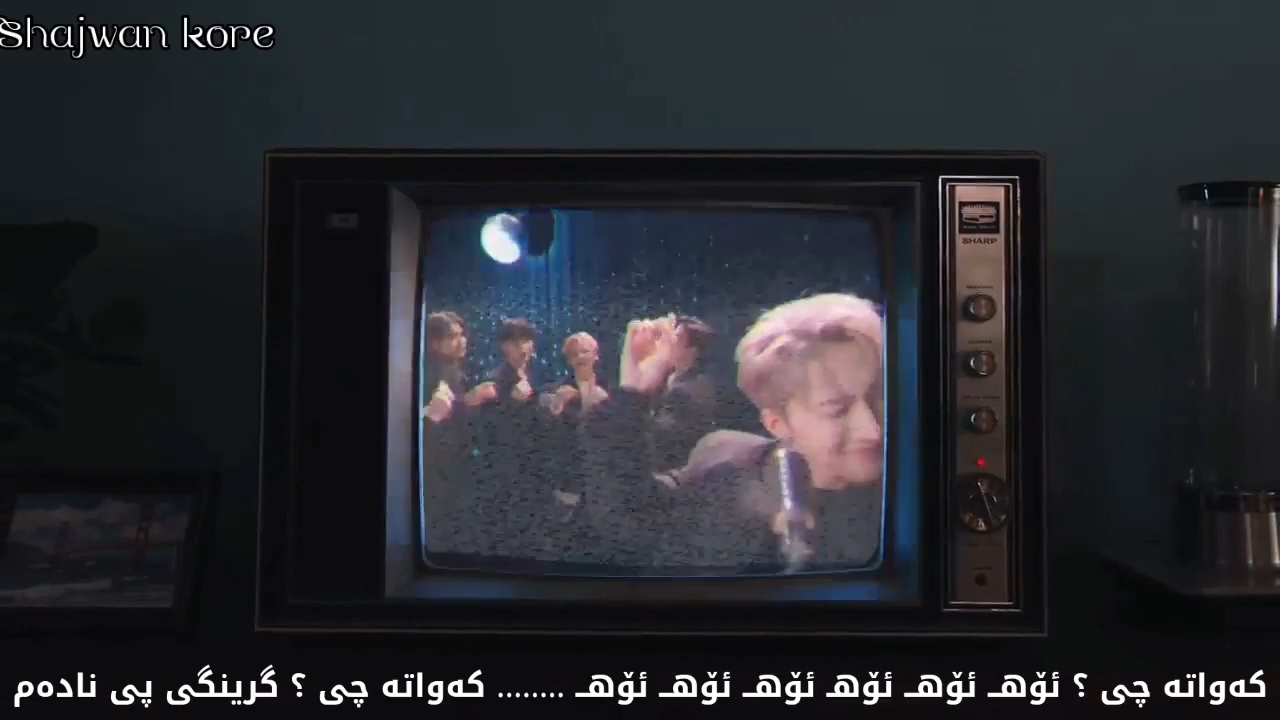 Shajwan kore
SHARP
کەواتە چی ؟ ئۆهـ ئۆهـ ئۆهـ ئۆهـ ئۆهـ ئۆهـ ........ کەواتە چی ؟ گرینگی پی نادەم